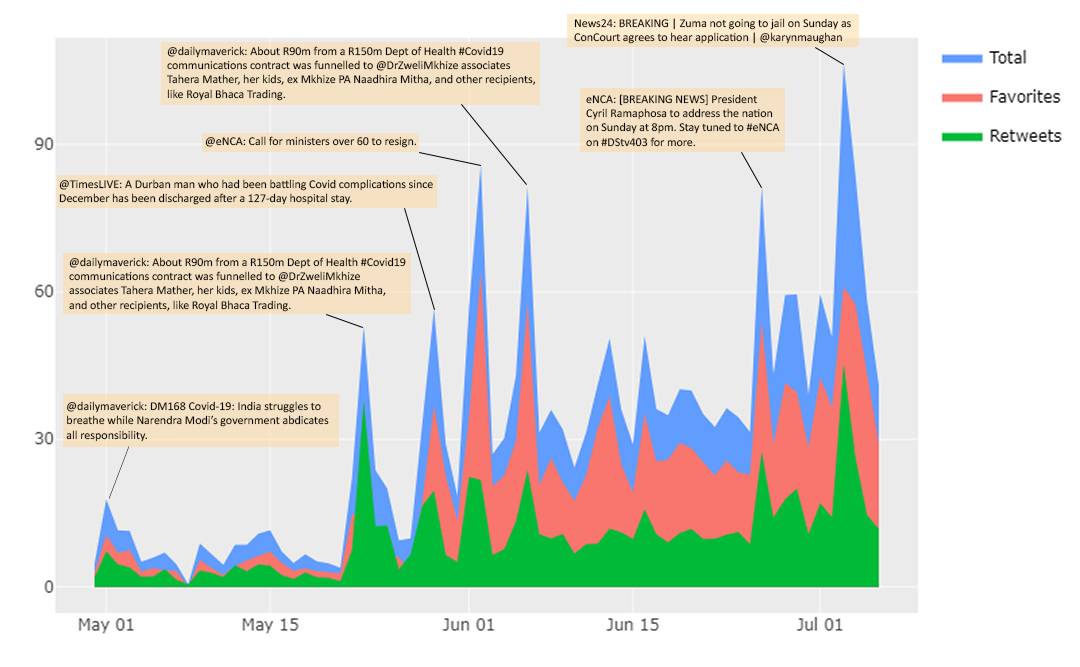 News24: BREAKING | Zuma not going to jail on Sunday as
ConCourt agrees to hear application | @karynmaughan
@dailymaverick: About R90m from a R150m Dept of Health #Covid19
communications contract was funnelled to @DrZweliMkhize associates
Tahera Mather, her kids, ex Mkhize PA Naadhira Mitha, and other recipients,
like Royal Bhaca Trading.
Total
Favorites
Retweets
eNCA: [BREAKING NEWS] President
Cyril Ramaphosa to address the nation
on Sunday at 8pm. Stay tuned to #eNCA
on #DStv403 for more.
@eNCA: Call for ministers over 60 to resign.
@TimesLIVE: A Durban man who had been battling Covid complications since
December has been discharged after a 127-day hospital stay.
@dailymaverick: About R90m from a R150m Dept of Health #Covid19
communications contract was funnelled to @DrZweliMkhize
associates Tahera Mather, her kids, ex Mkhize PA Naadhira Mitha,
and other recipients, like Royal Bhaca Trading.
@dailymaverick: DM168 Covid-19: India struggles to
breathe while Narendra Modi's government abdicates
all responsibility.
90
60
30
0
May 01
May 15
Jun 01
Jun 15
Jul 01